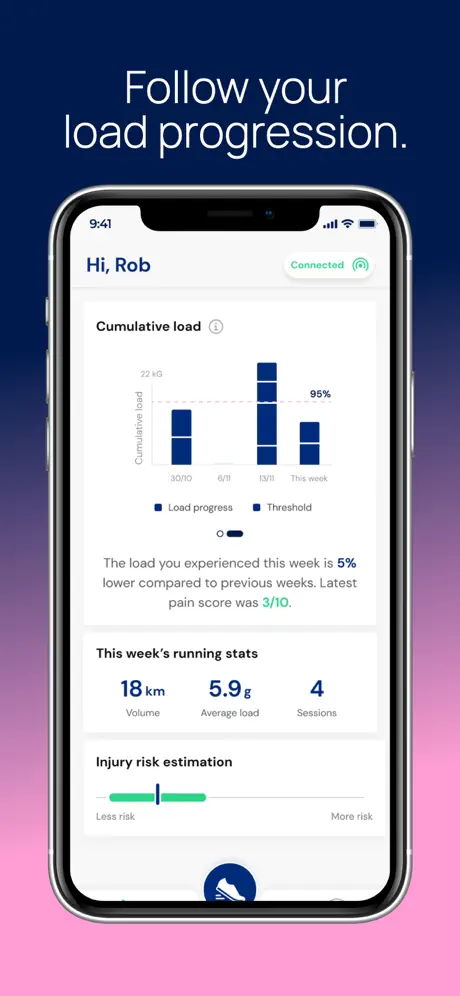 Follow your
load progression.
9:41
Hi, Rob
Connected
Cumulative load
22 kG
95%
Cumulative load
30/10
6/11
13/11
This week
Load progress
Threshold
The load you experienced this week is 5%
lower compared to previous weeks. Latest
pain score was 3/10.
This week's running stats
18 km
5.9 g
4
Volume
Average load
Sessions
Injury risk estimation
Less risk
More risk